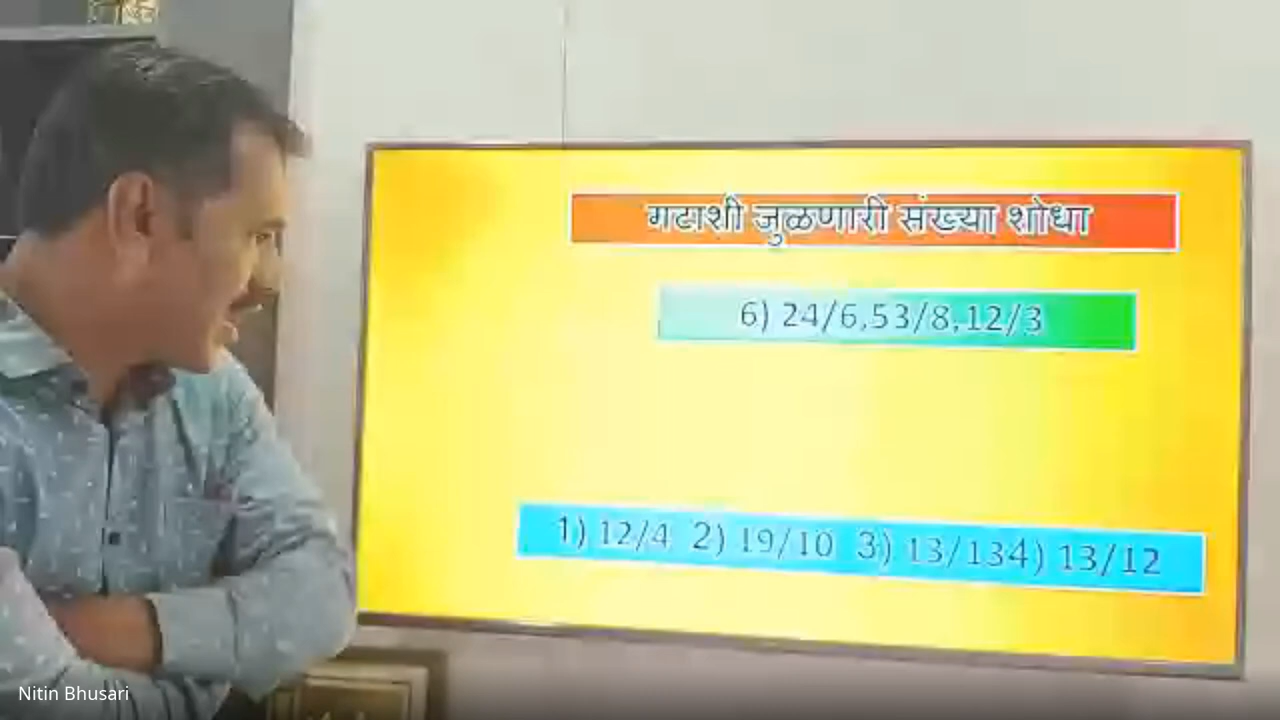 गटाशी जुळणारी संख्या शोधा
6) 24/6,53/8,12/3
1) 12/4 2) 19/10 3) 13/134) 13/12
Nitin Bhusari